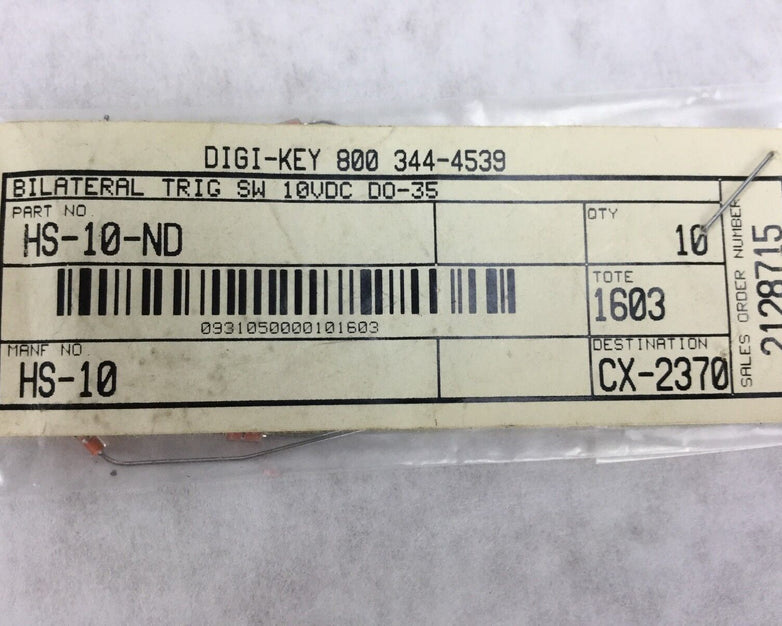 DIGI-KEY 800 344-4539
BILATERAL TRIG SW 10VDC DO-35
PART NO.
HS-10-ND
QTY
10
0931050000101603
TOTE
1603
MANF NO.
HS-10
DESTINATION
CX-2370
SALES ORDER NUMBER
2128715